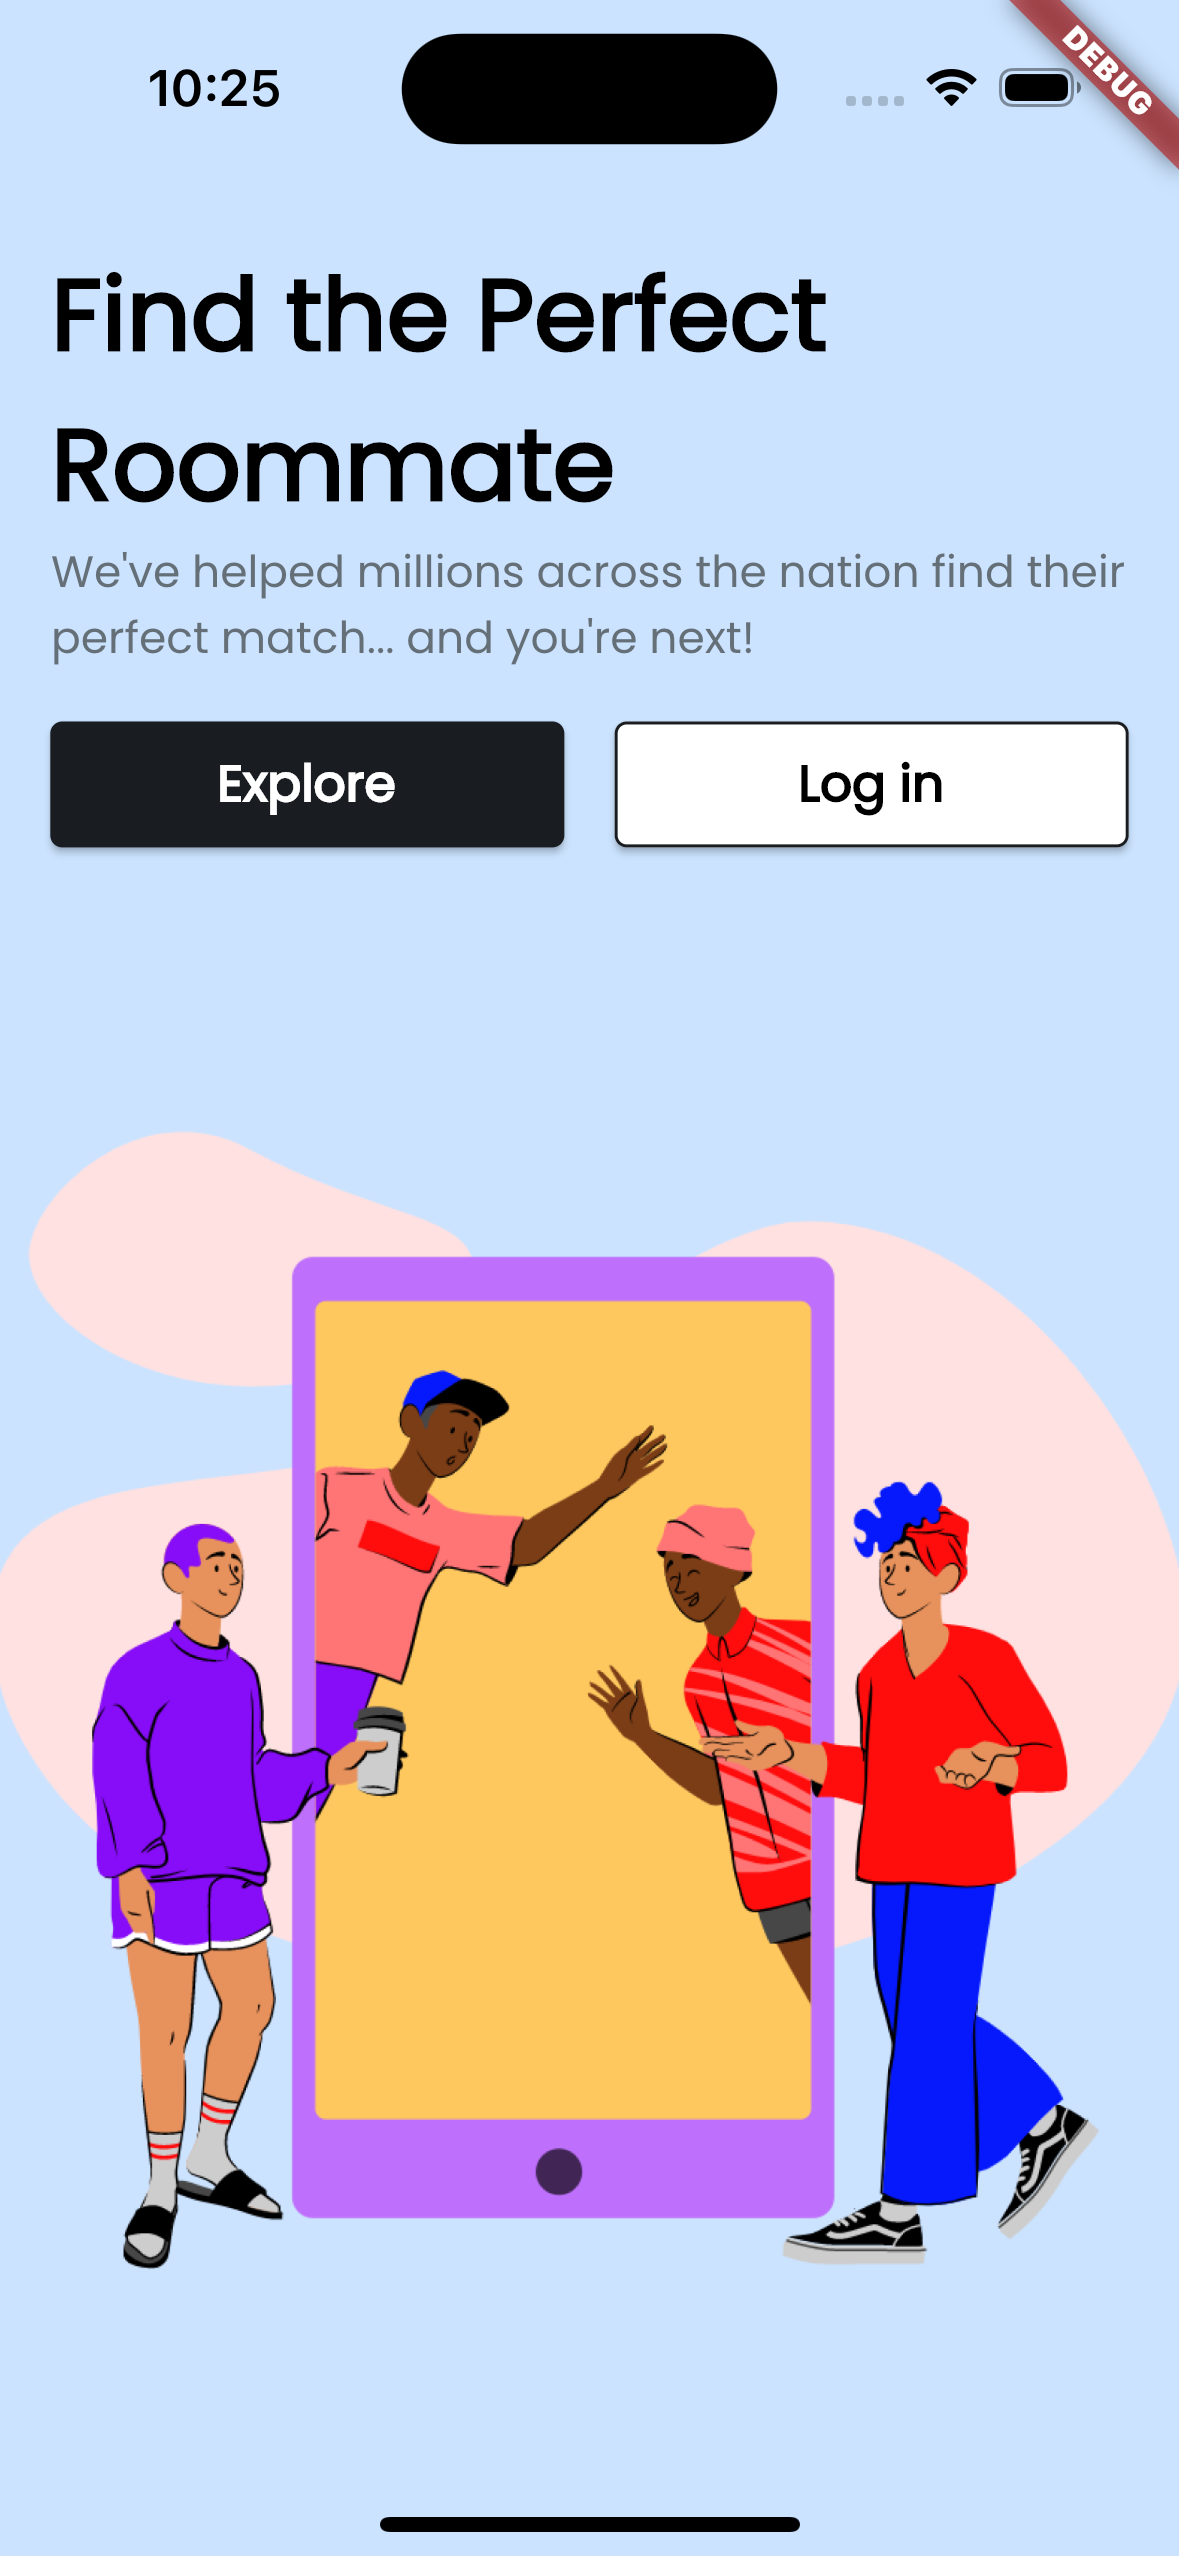 10:25
DEBUG
Find the Perfect
Roommate
We've helped millions across the nation find their
perfect match... and you're next!
Explore
Log in